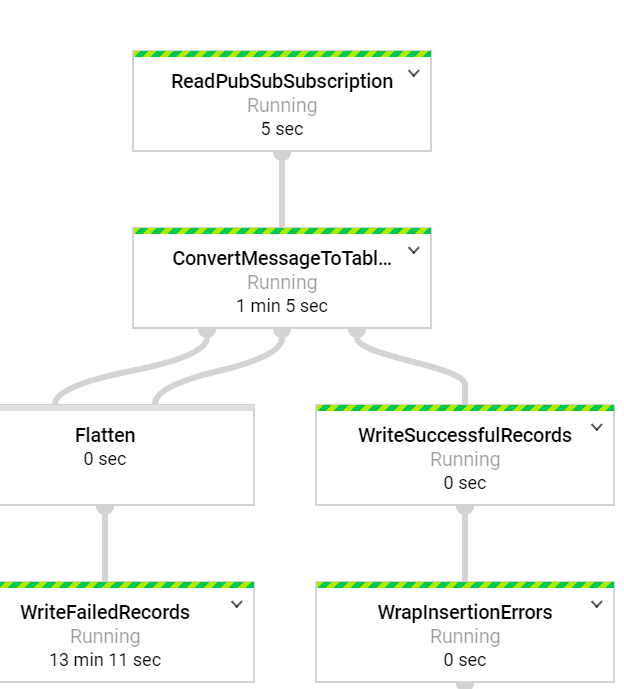 ReadPubSubSubscription
Running
5 sec
ConvertMessageToTabl...
Running
1 min 5 sec
Flatten
0 sec
WriteSuccessfulRecords
Running
0 sec
WriteFailedRecords
Running
13 min 11 sec
WrapInsertionErrors
Running
0 sec